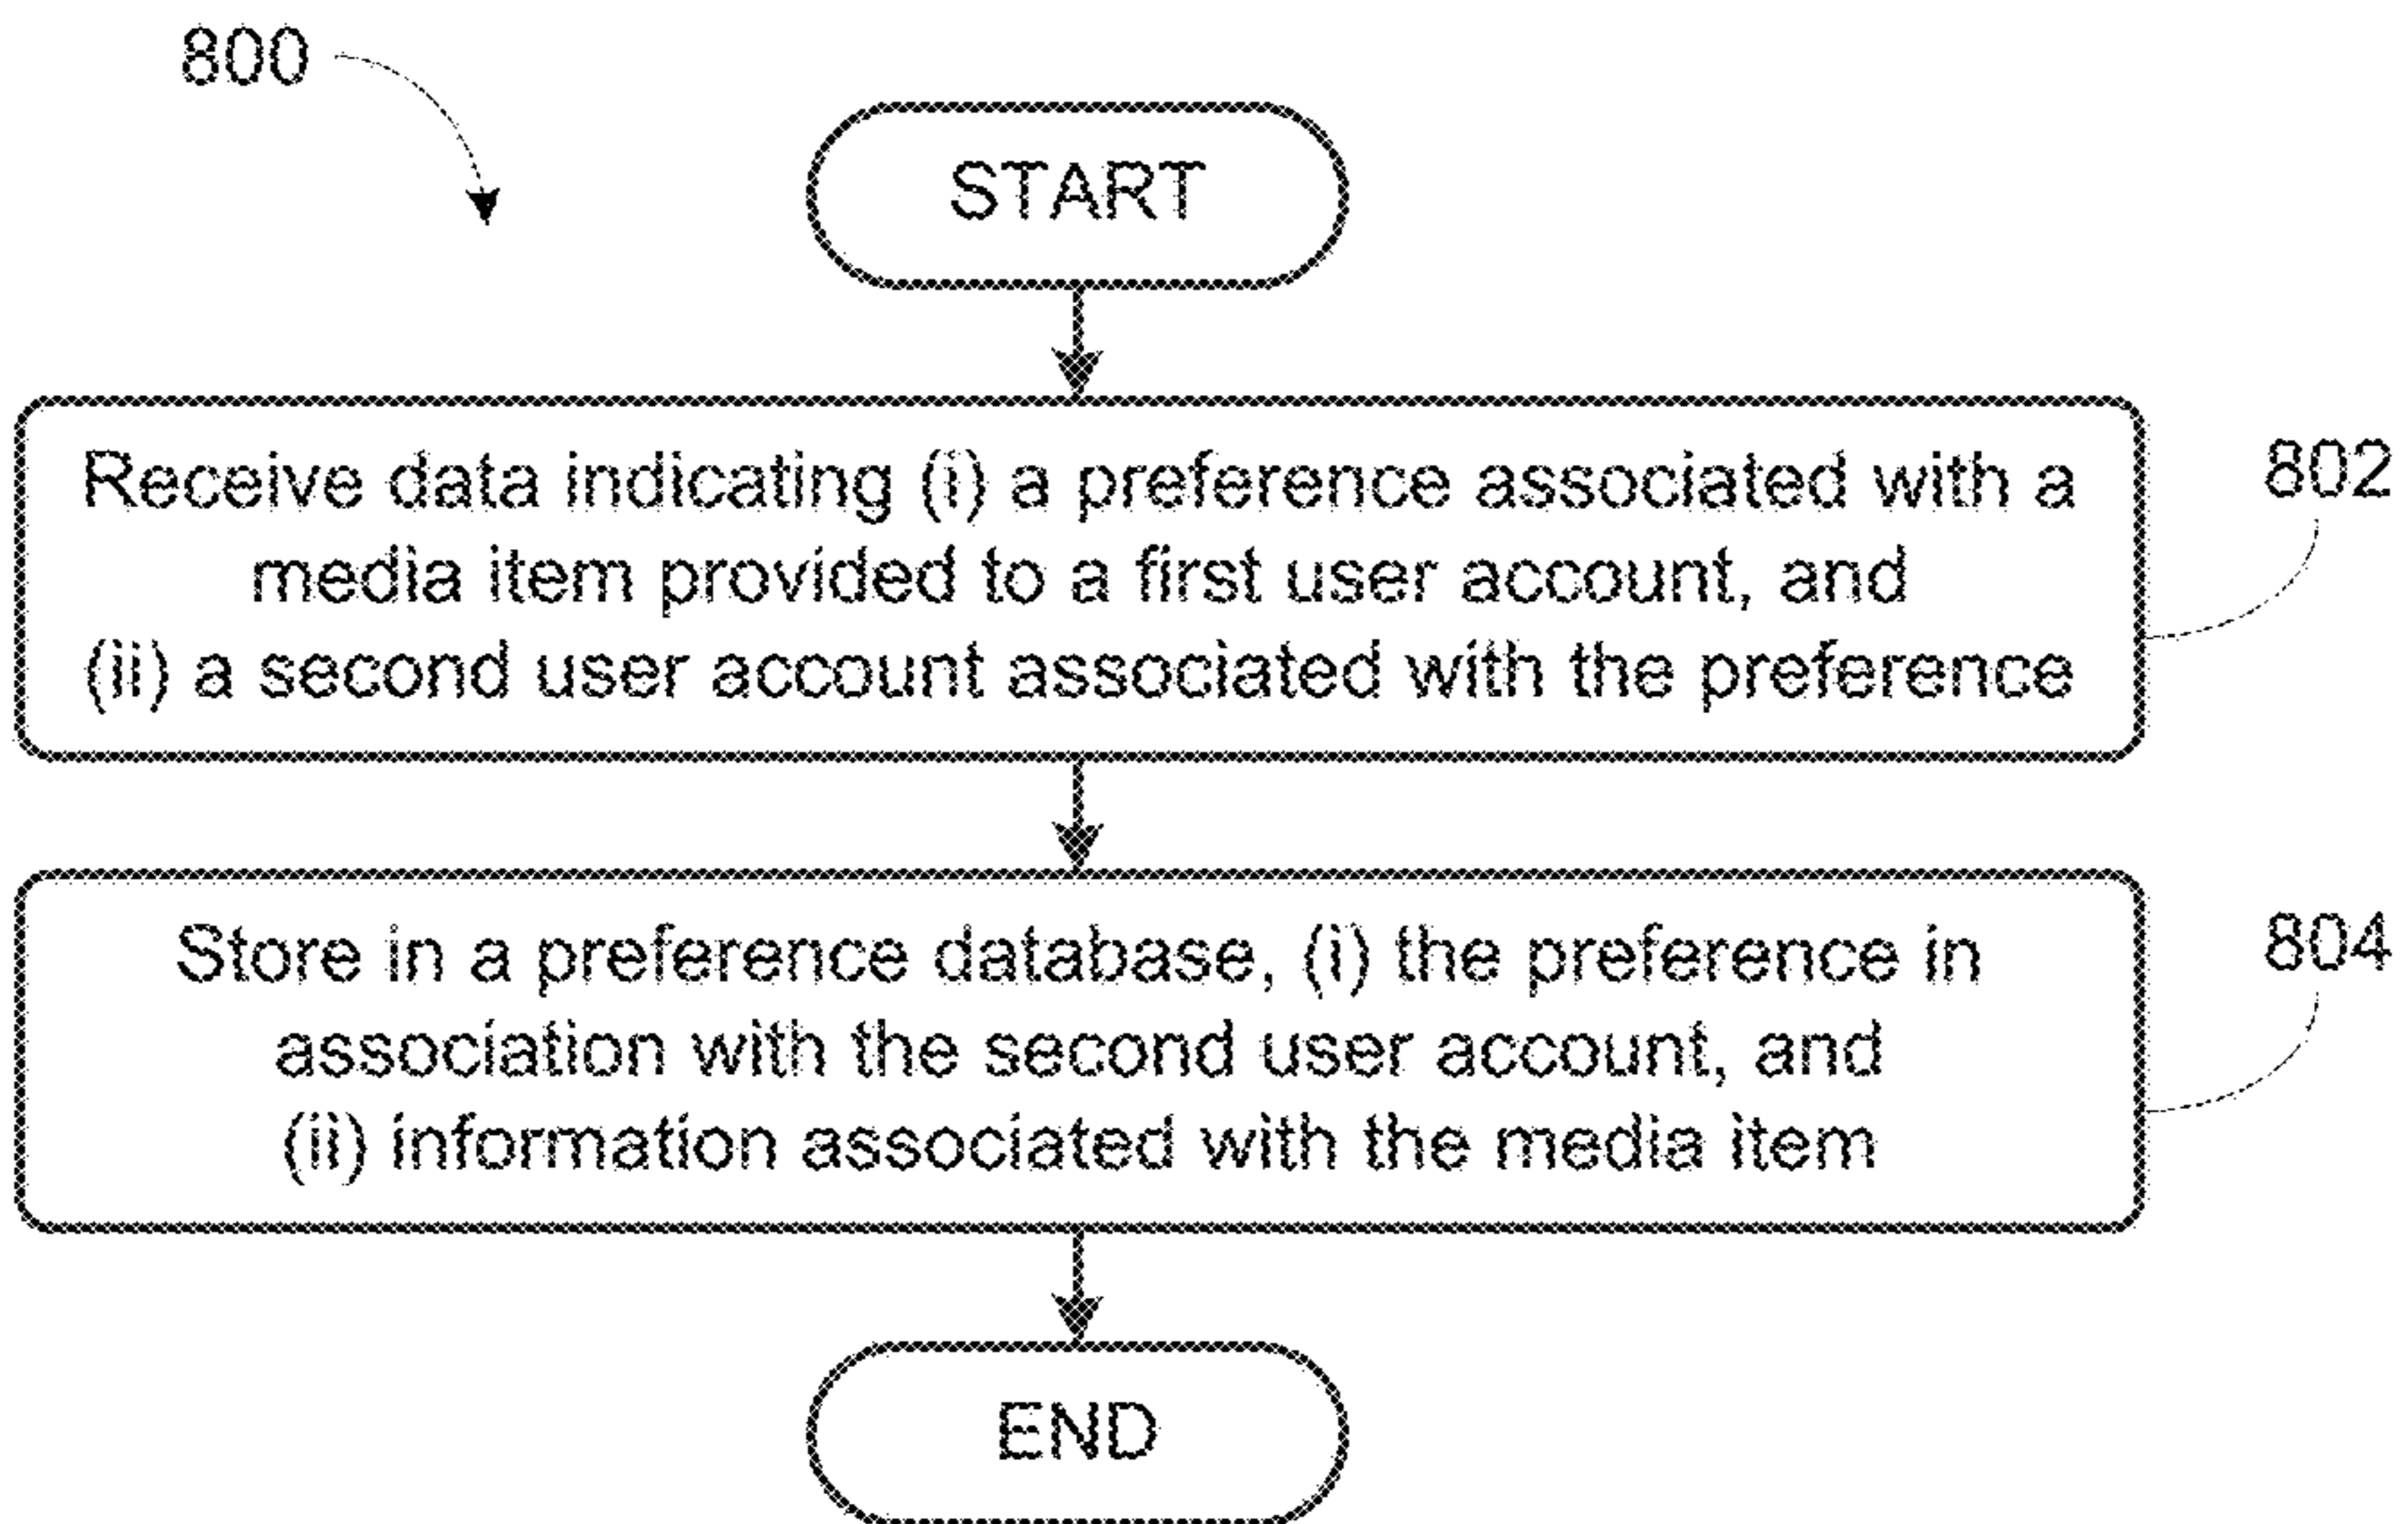 800
START
Receive data indicating (i) a preference associated with a
media item provided to a first user account, and
(ii) a second user account associated with the preference
802
Store in a preference database, (i) the preference in
association with the second user account, and
(ii) information associated with the media item
804
END